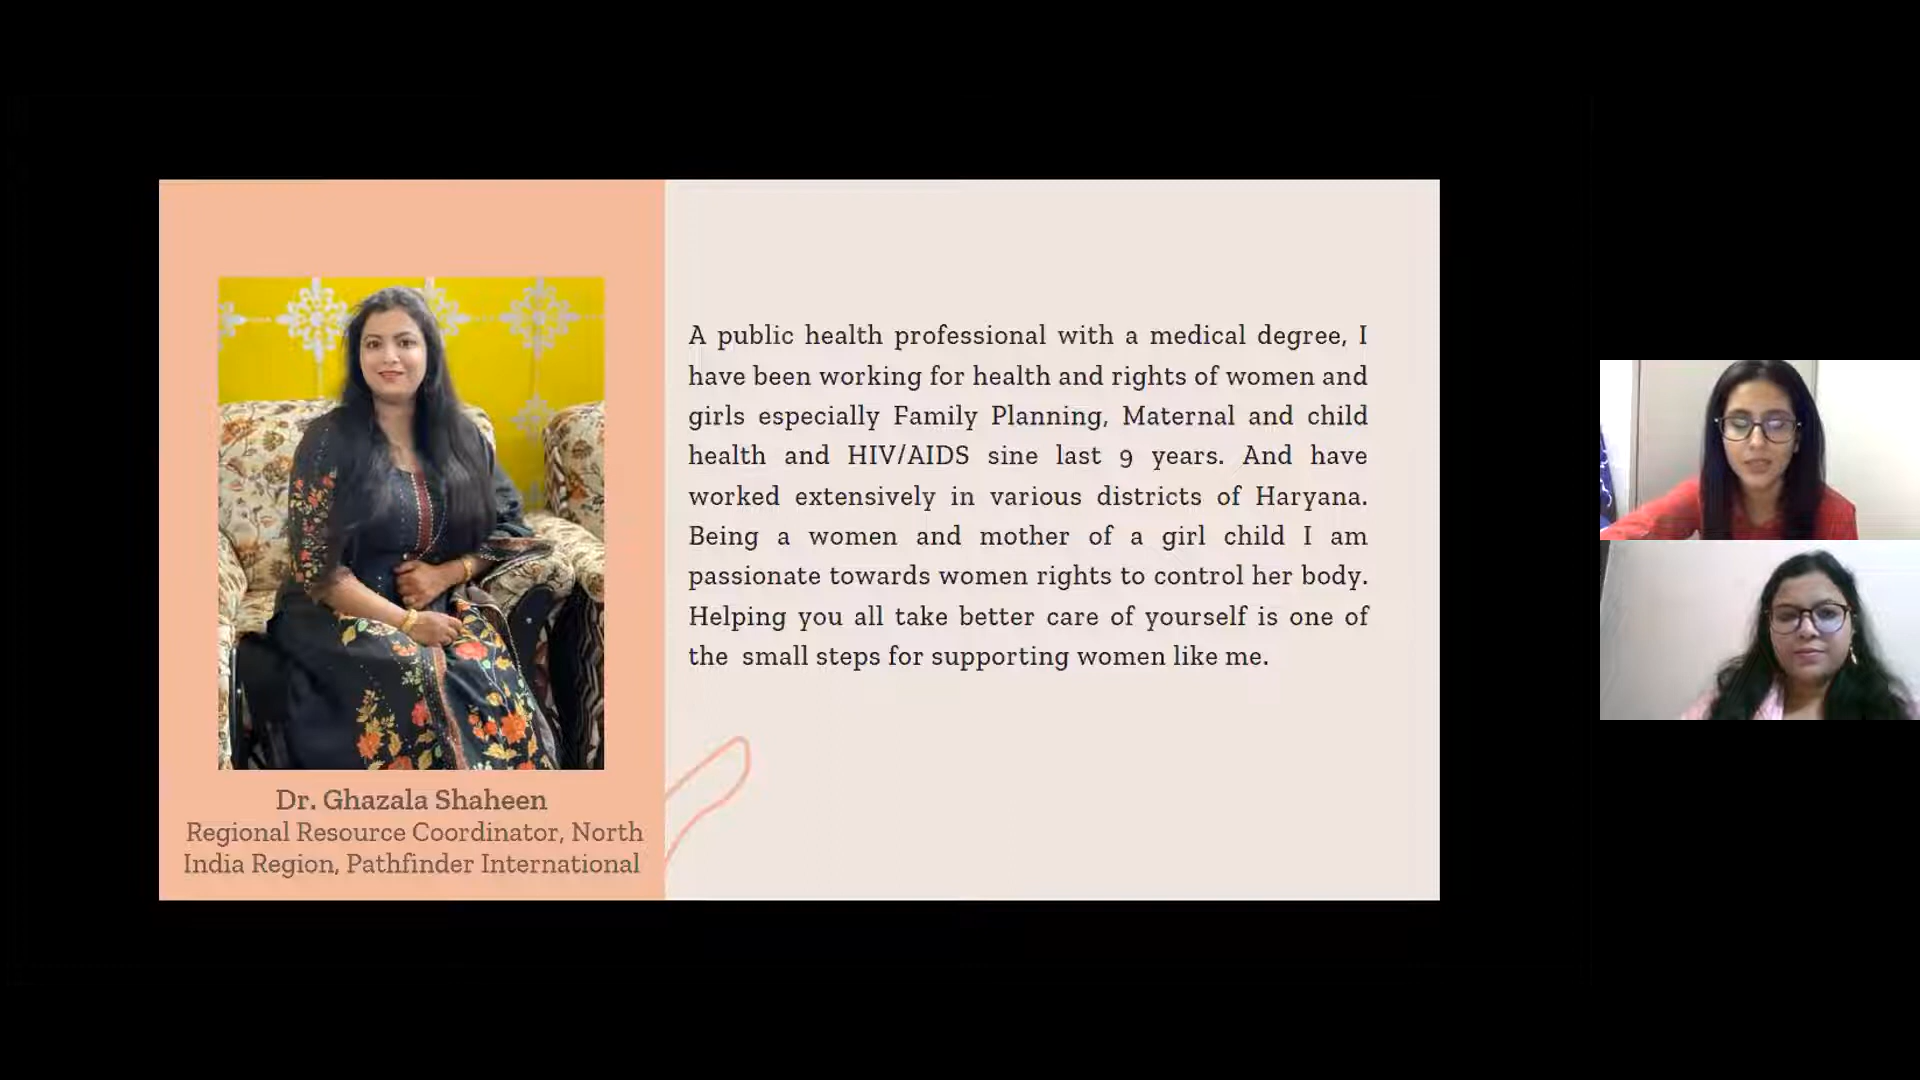 A public health professional with a medical degree, I
have been working for health and rights of women and
girls especially Family Planning, Maternal and child
health and HIV/AIDS sine last 9 years. And have
worked extensively in various districts of Haryana.
Being a women and mother of a girl child I am
passionate towards women rights to control her body.
Helping you all take better care of yourself is one of
the small steps for supporting women like me.
Dr. Ghazala Shaheen
Regional Resource Coordinator, North
India Region, Pathfinder International